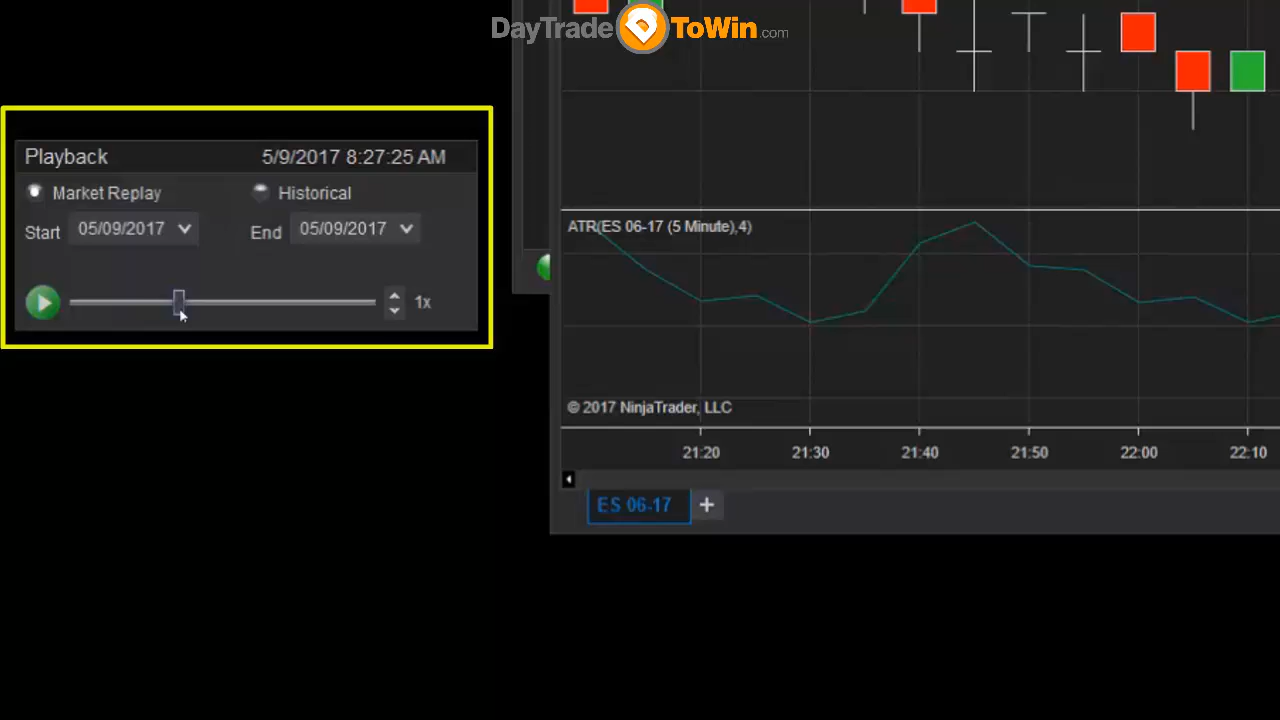 DayTradeToWin.com
Playback 5/9/2017 8:27:25 AM
Market Replay Historical
Start 05/09/2017 End 05/09/2017
1x
ATR(ES 06-17 (5 Minute),4)
© 2017 NinjaTrader, LLC
21:20 21:30 21:40 21:50 22:00 22:10
ES 06-17 +